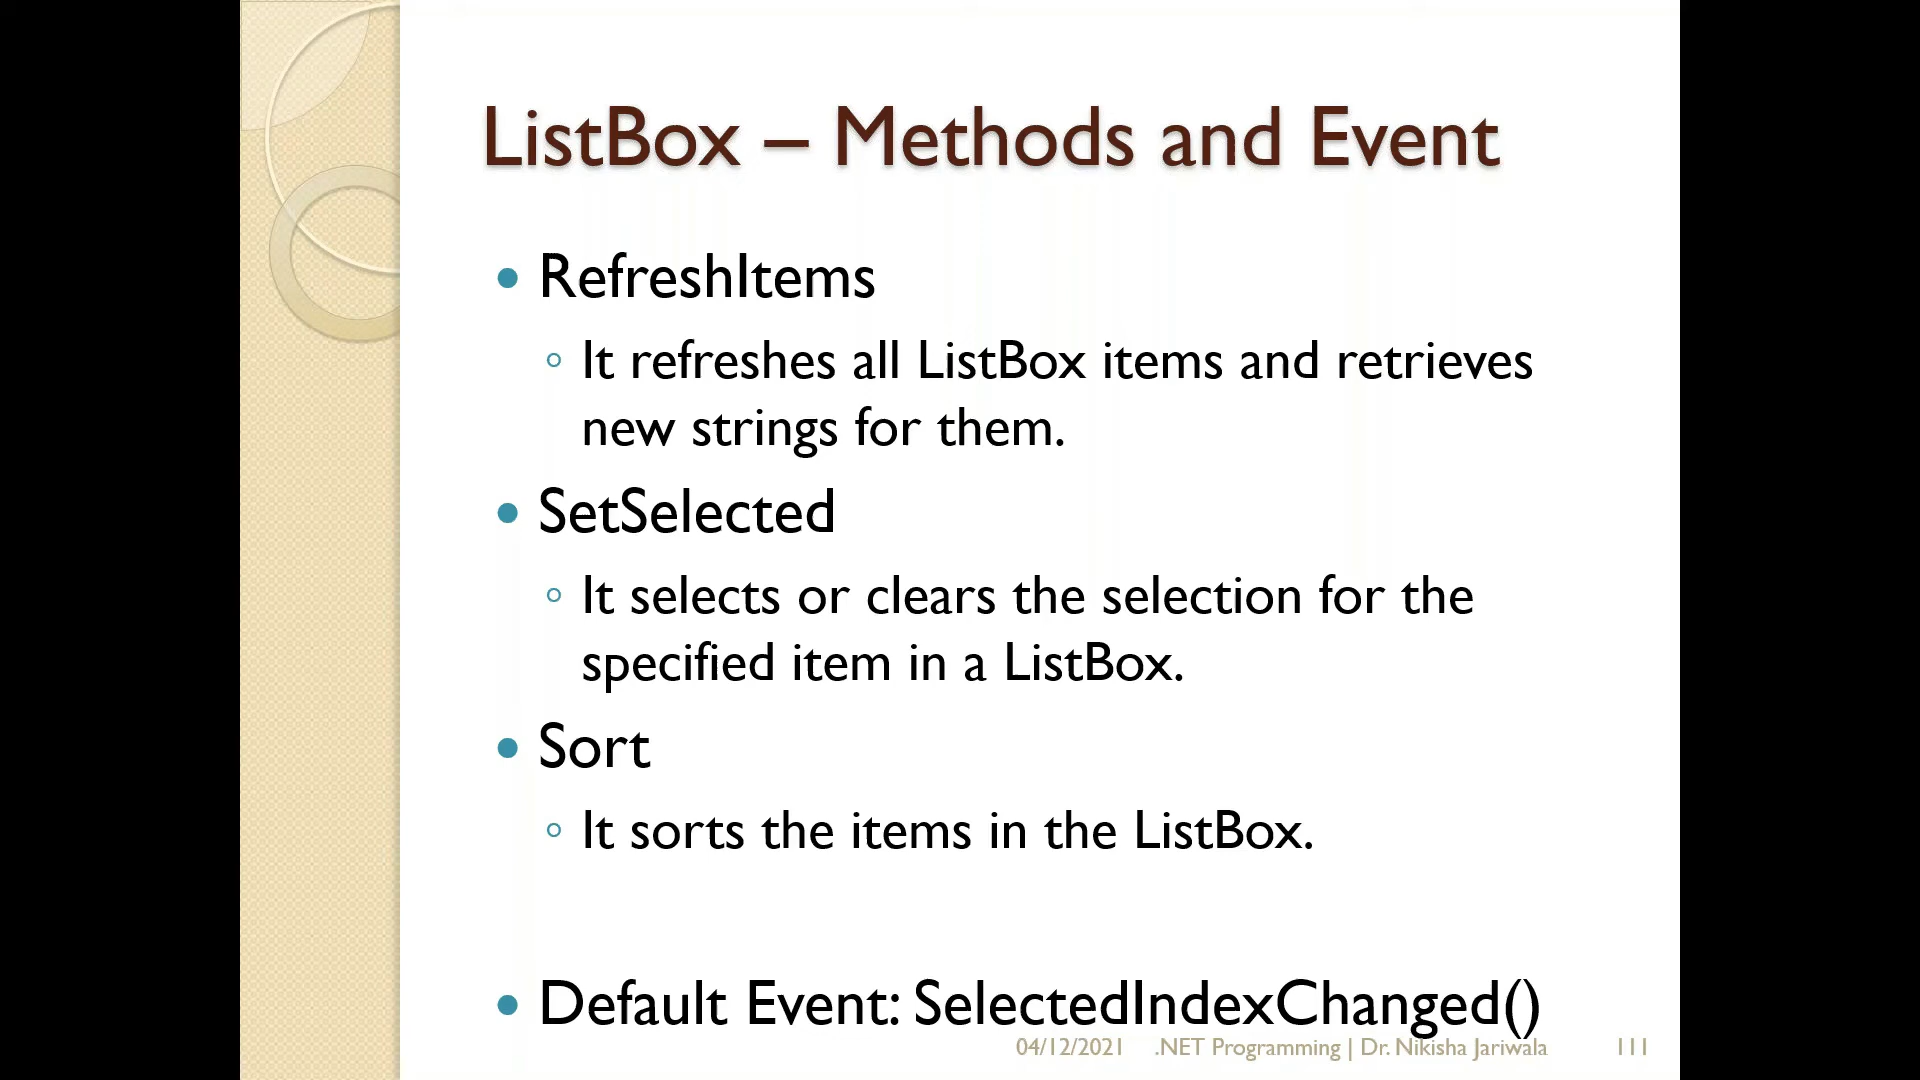 ListBox – Methods and Event
• RefreshItems
◦ It refreshes all ListBox items and retrieves
new strings for them.
• SetSelected
◦ It selects or clears the selection for the
specified item in a ListBox.
• Sort
◦ It sorts the items in the ListBox.
• Default Event: SelectedIndexChanged()
04/12/2021 .NET Programming | Dr. Nikisha Jariwala 111